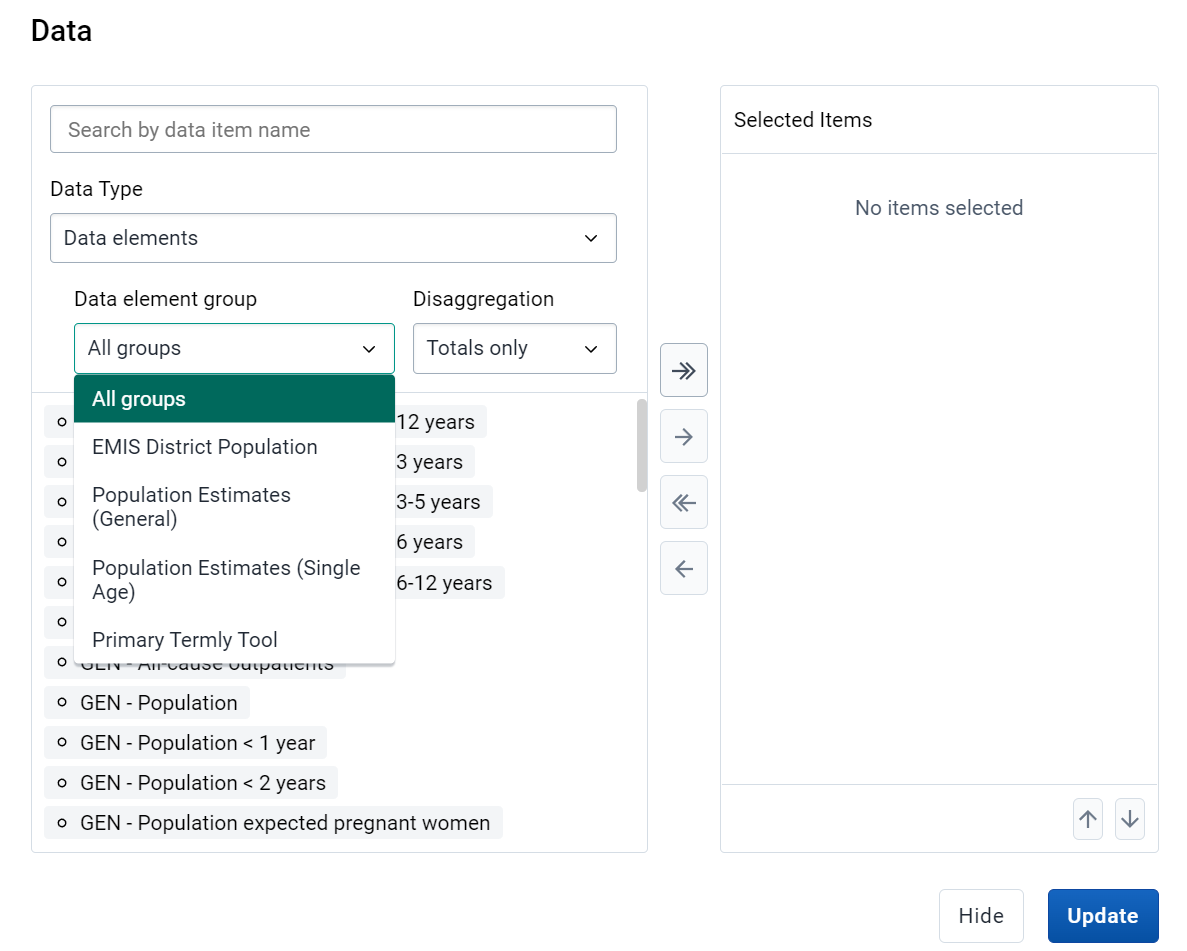 Data
Search by data item name
Data Type
Data elements
Data element group
Disaggregation
All groups
Totals only
All groups
EMIS District Population
Population Estimates
(General)
Population Estimates (Single
Age)
Primary Termly Tool
12 years
3 years
3-5 years
6 years
6-12 years
GEN - All-cause outpatients
GEN - Population
GEN - Population < 1 year
GEN - Population < 2 years
GEN - Population expected pregnant women
Selected Items
No items selected
Hide
Update